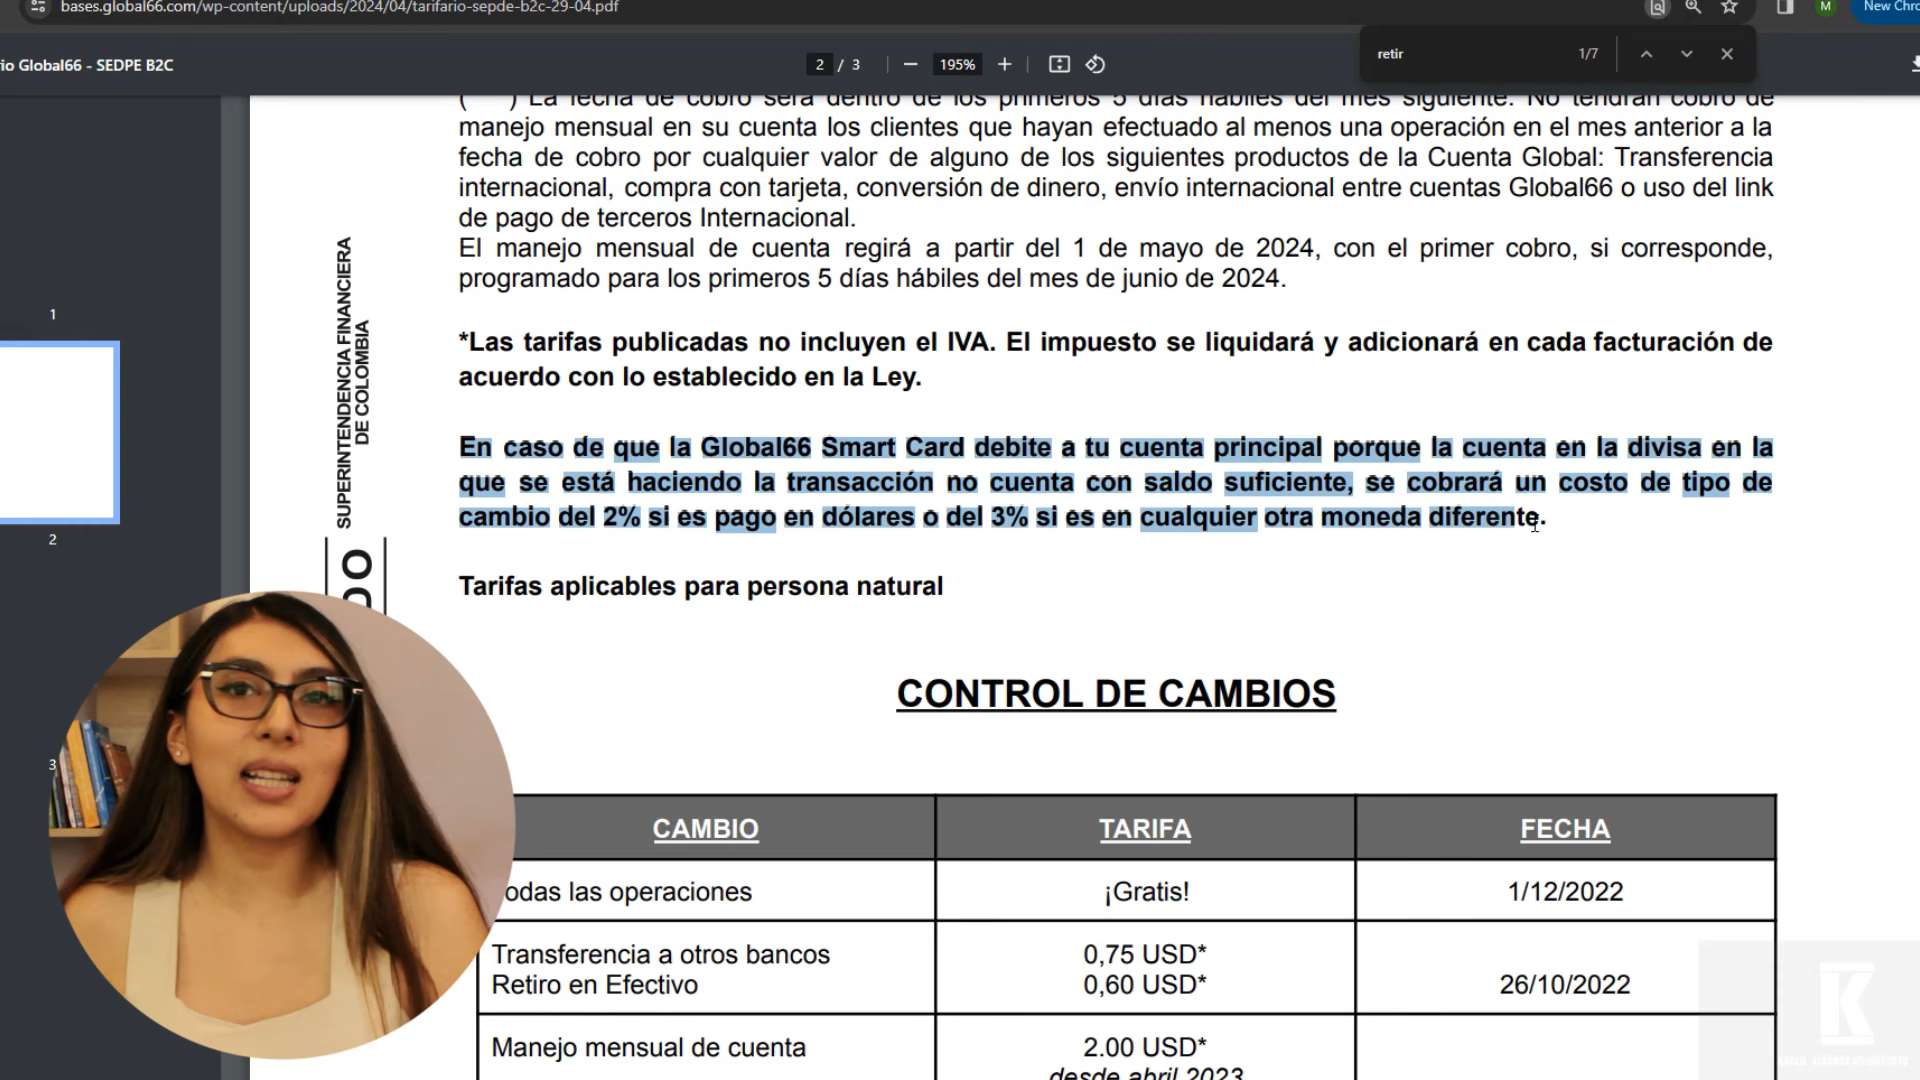 bases.global66.com/wp-content/uploads/2024/04/tarifario-sepde-b2c-29-04.pdf
M
New Chro
io Global66 - SEDPE B2C
2 / 3
195%
retir
1/7
( ) La fecha de cobro será dentro de los primeros 5 días hábiles del mes siguiente. No tendrán cobro de
manejo mensual en su cuenta los clientes que hayan efectuado al menos una operación en el mes anterior a la
fecha de cobro por cualquier valor de alguno de los siguientes productos de la Cuenta Global: Transferencia
internacional, compra con tarjeta, conversión de dinero, envío internacional entre cuentas Global66 o uso del link
de pago de terceros Internacional.
El manejo mensual de cuenta regirá a partir del 1 de mayo de 2024, con el primer cobro, si corresponde,
programado para los primeros 5 días hábiles del mes de junio de 2024.
*Las tarifas publicadas no incluyen el IVA. El impuesto se liquidará y adicionará en cada facturación de
acuerdo con lo establecido en la Ley.
En caso de que la Global66 Smart Card debite a tu cuenta principal porque la cuenta en la divisa en la
que se está haciendo la transacción no cuenta con saldo suficiente, se cobrará un costo de tipo de
cambio del 2% si es pago en dólares o del 3% si es en cualquier otra moneda diferente.
Tarifas aplicables para persona natural
CONTROL DE CAMBIOS
CAMBIO TARIFA FECHA
odas las operaciones ¡Gratis! 1/12/2022
Transferencia a otros bancos 0,75 USD*
Retiro en Efectivo 0,60 USD* 26/10/2022
Manejo mensual de cuenta 2.00 USD*
desde abril 2023
SUPERINTENDENCIA FINANCIERA
DE COLOMBIA
DO
1
2
3
K